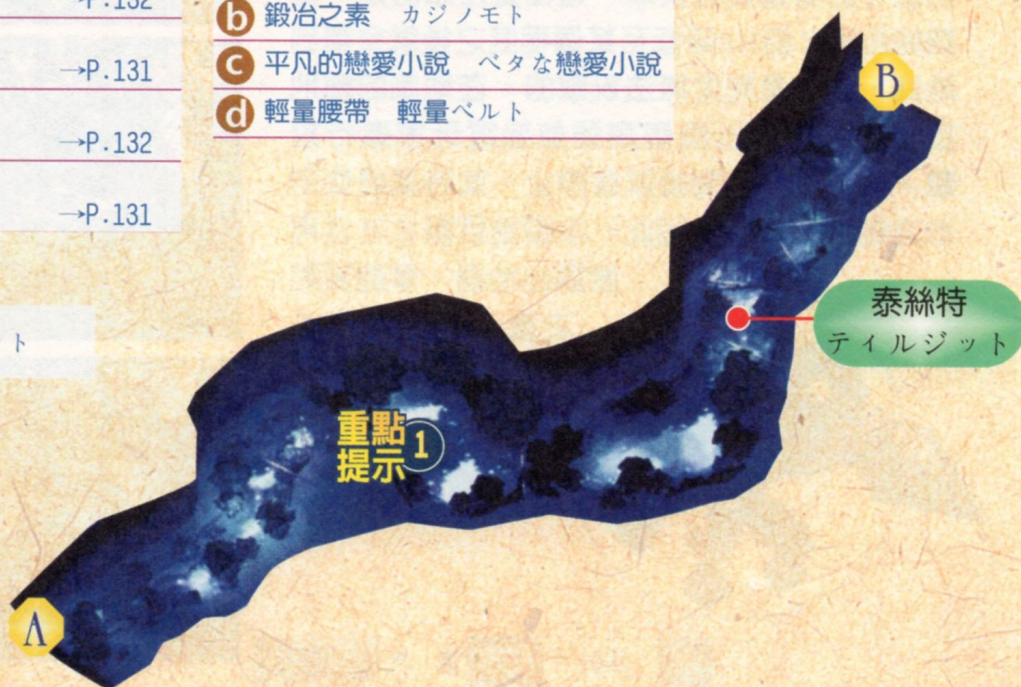 →P.132
→P.131
→P.132
→P.131
ト
b 鍛冶之素 カジノモト
c 平凡的戀愛小說 ベタな戀愛小說
d 輕量腰帶 輕量ベルト
B
泰絲特
ティルジット
重點
提示 1
A